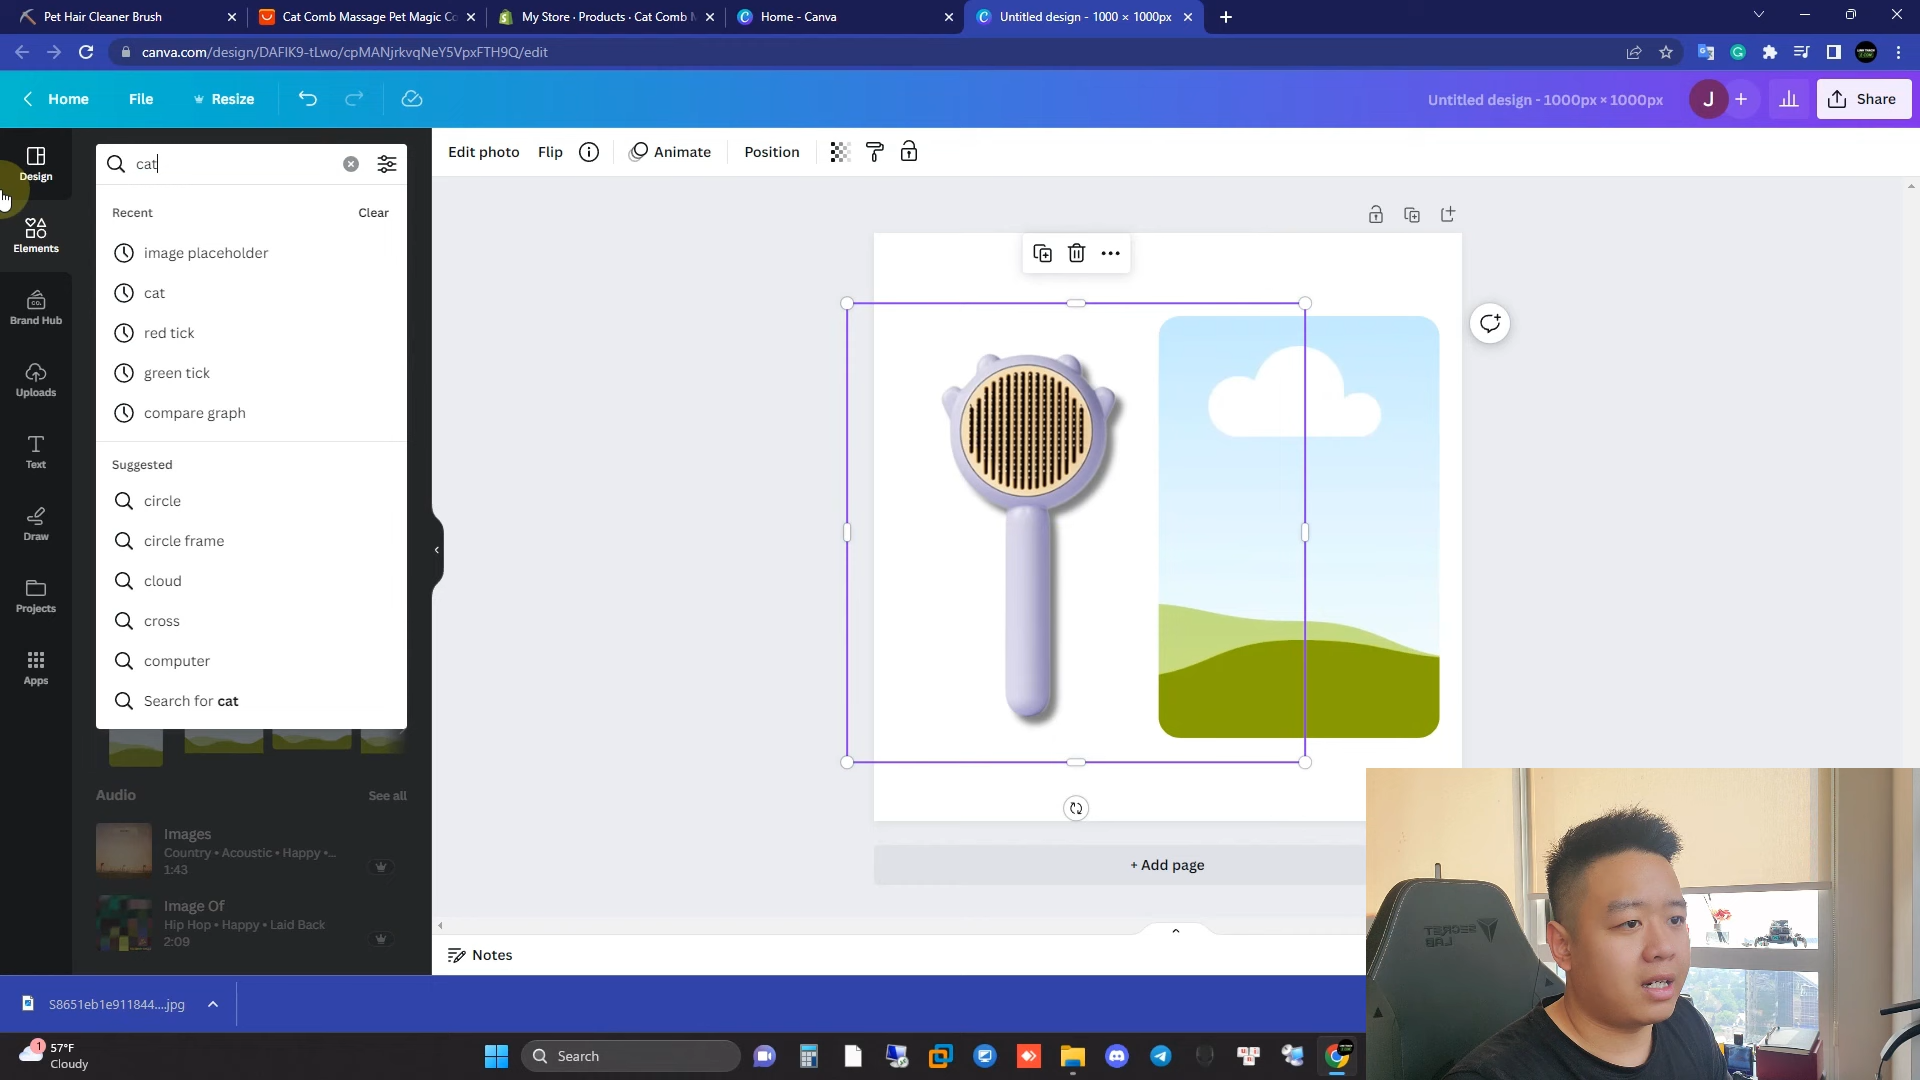 Pet Hair Cleaner Brush
Cat Comb Massage Pet Magic Co
My Store · Products · Cat Comb M
Home - Canva
Untitled design - 1000 × 1000px
canva.com/design/DAFIK9-tLwo/cpMANjrkvqNeY5VpxFTH9Q/edit
Home
File
Resize
Untitled design - 1000px × 1000px
J
Share
Design
Elements
Brand Hub
CO.
Uploads
Text
Draw
Projects
Apps
cat
Recent
Clear
image placeholder
cat
red tick
green tick
compare graph
Suggested
circle
circle frame
cloud
cross
computer
Search for cat
Audio
See all
Images
Country • Acoustic • Happy •...
1:43
Image Of
Hip Hop • Happy • Laid Back
2:09
Edit photo
Flip
Animate
Position
+ Add page
Notes
S8651eb1e911844....jpg
1
57°F
Cloudy
Search